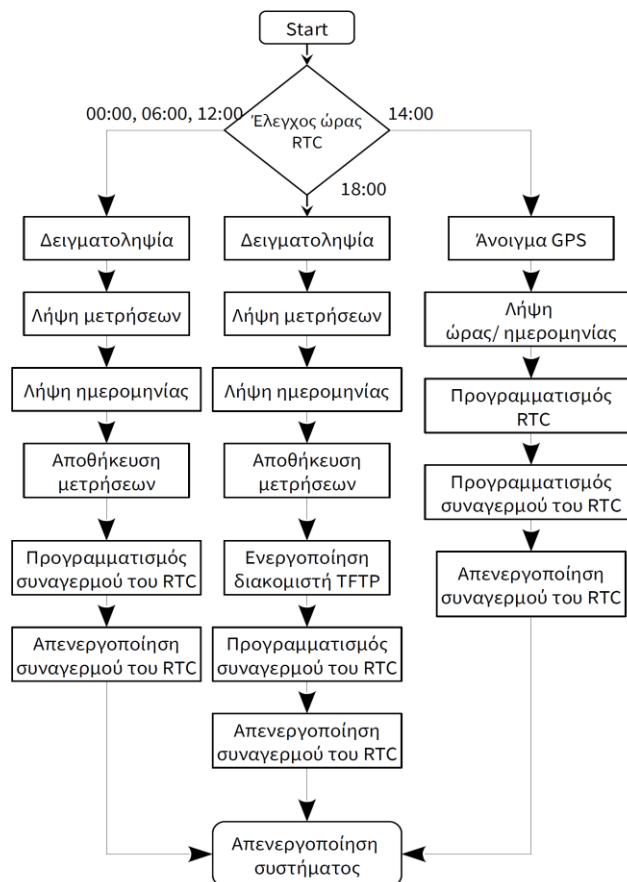 Start
Έλεγχος ώρας
RTC
00:00, 06:00, 12:00
14:00
18:00
Δειγματοληψία
Λήψη μετρήσεων
Λήψη ημερομηνίας
Αποθήκευση
μετρήσεων
Προγραμματισμός
συναγερμού του RTC
Απενεργοποίηση
συναγερμού του RTC
Δειγματοληψία
Λήψη μετρήσεων
Λήψη ημερομηνίας
Αποθήκευση
μετρήσεων
Ενεργοποίηση
διακομιστή TFTP
Προγραμματισμός
συναγερμού του RTC
Απενεργοποίηση
συναγερμού του RTC
Άνοιγμα GPS
Λήψη
ώρας/ ημερομηνίας
Προγραμματισμός
RTC
Προγραμματισμός
συναγερμού του RTC
Απενεργοποίηση
συναγερμού του RTC
Απενεργοποίηση
συστήματος